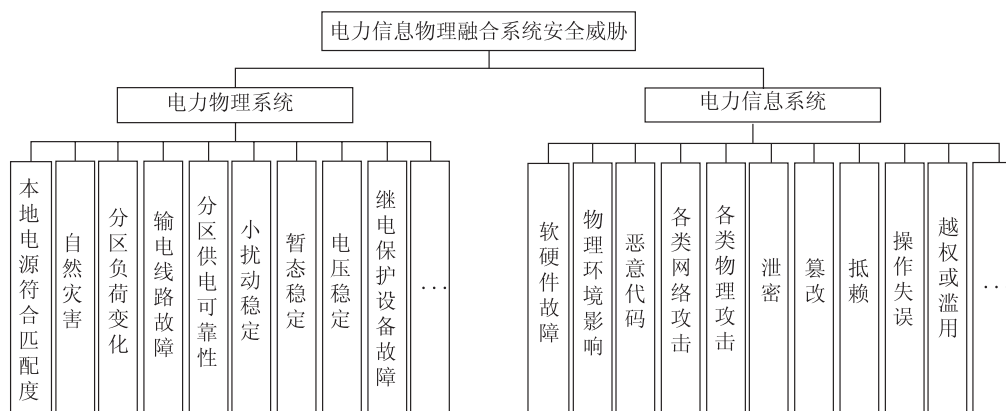 电力信息物理融合系统安全威胁
电力物理系统
电力信息系统
本地电源符合匹配度
自然灾害
分区负荷变化
输电线路故障
分区供电可靠性
小扰动稳定
暂态稳定
电压稳定
继电保护设备故障
...
软硬件故障
物理环境影响
恶意代码
各类网络攻击
各类物理攻击
泄密
篡改
抵赖
操作失误
越权或滥用
..